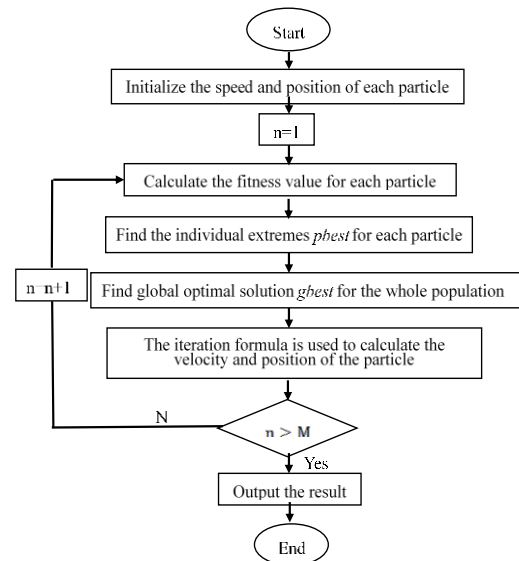 Start
Initialize the speed and position of each particle
n=1
Calculate the fitness value for each particle
Find the individual extremes pbest for each particle
n=n+1
Find global optimal solution gbest for the whole population
The iteration formula is used to calculate the
velocity and position of the particle
N
n > M
Yes
Output the result
End